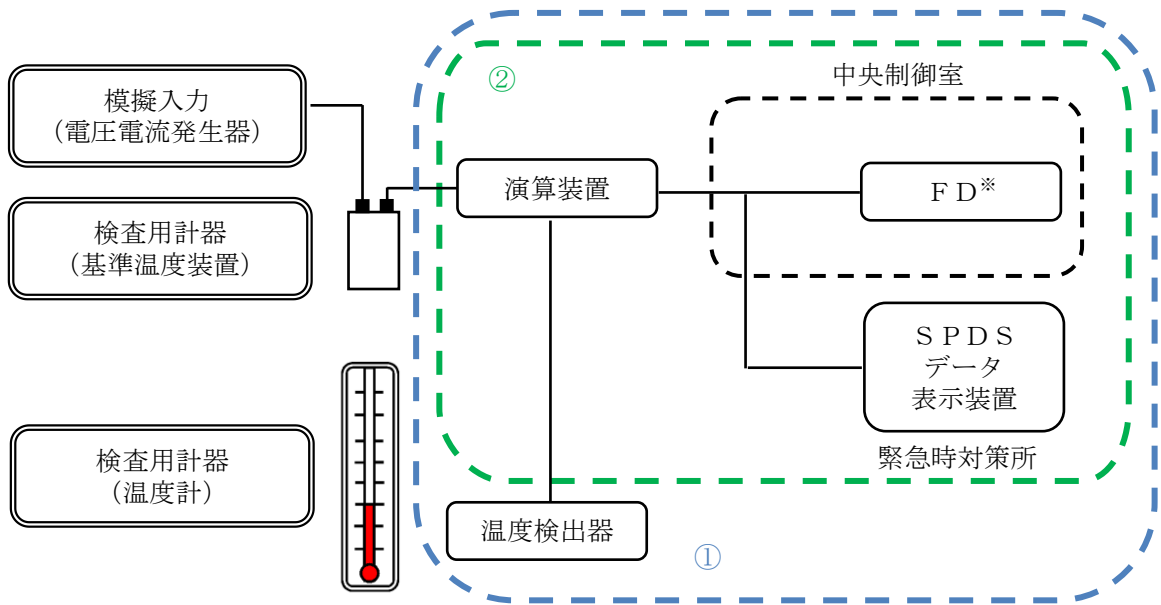 模擬入力
（電圧電流発生器）
検査用計器
（基準温度装置）
検査用計器
（温度計）
①
②
中央制御室
演算装置
ＦＤ※
ＳＰＤＳ
データ
表示装置
緊急時対策所
温度検出器